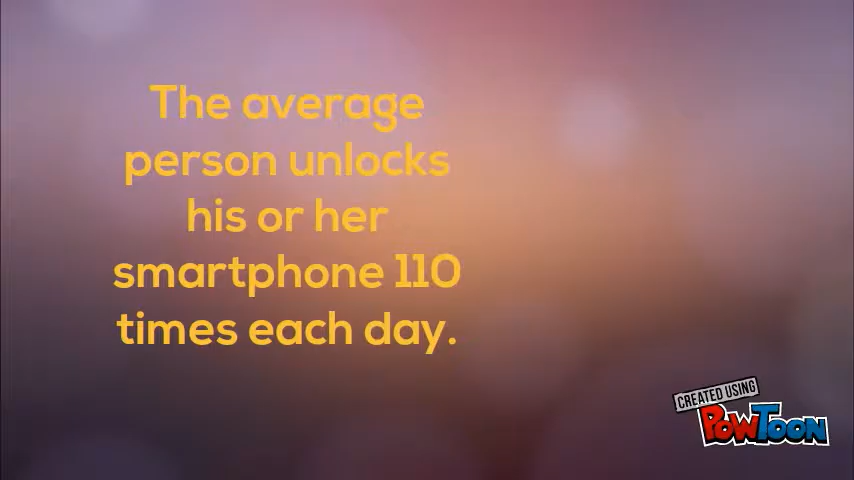 The average
person unlocks
his or her
smartphone 110
times each day.
CREATED USING
POWTOON